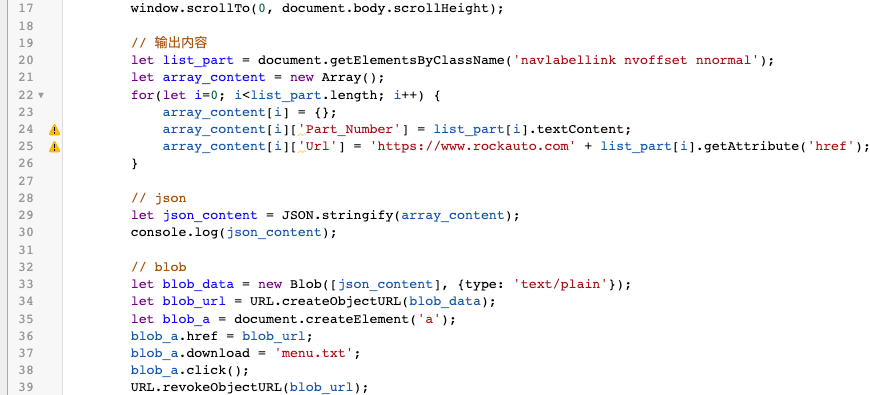 17 window.scrollTo(0, document.body.scrollHeight);
18
19 // 输出内容
20 let list_part = document.getElementsByClassName('navlabellink nvoffset nnormal');
21 let array_content = new Array();
22 for(let i=0; i<list_part.length; i++) {
23 array_content[i] = {};
24 array_content[i]['Part_Number'] = list_part[i].textContent;
25 array_content[i]['Url'] = 'https://www.rockauto.com' + list_part[i].getAttribute('href');
26 }
27
28 // json
29 let json_content = JSON.stringify(array_content);
30 console.log(json_content);
31
32 // blob
33 let blob_data = new Blob([json_content], {type: 'text/plain'});
34 let blob_url = URL.createObjectURL(blob_data);
35 let blob_a = document.createElement('a');
36 blob_a.href = blob_url;
37 blob_a.download = 'menu.txt';
38 blob_a.click();
39 URL.revokeObjectURL(blob_url);